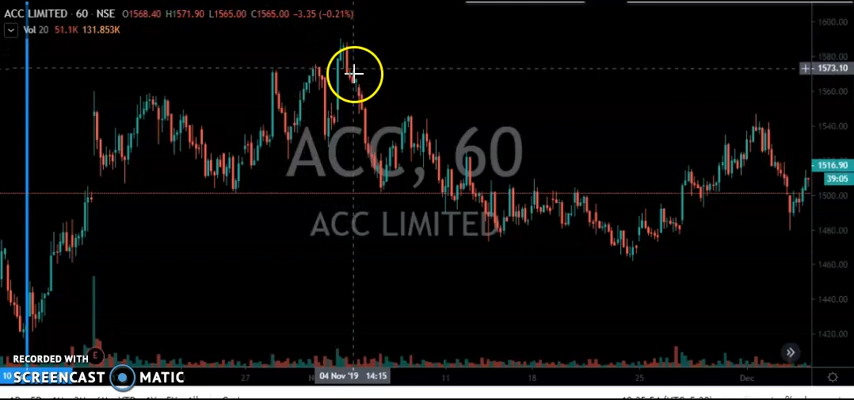 ACC LIMITED · 60 · NSE O1568.40 H1571.90 L1565.00 C1565.00 −3.35 (−0.21%)
Vol 20 51.1K 131.853K
1600.00
1580.00
1573.10
1560.00
1540.00
ACC, 60
1516.90
39:05
1500.00
ACC LIMITED
1480.00
1460.00
1440.00
1420.00
E
RECORDED WITH
SCREENCAST MATIC
17
27
04 Nov '19 14:15
11
18
25
Dec